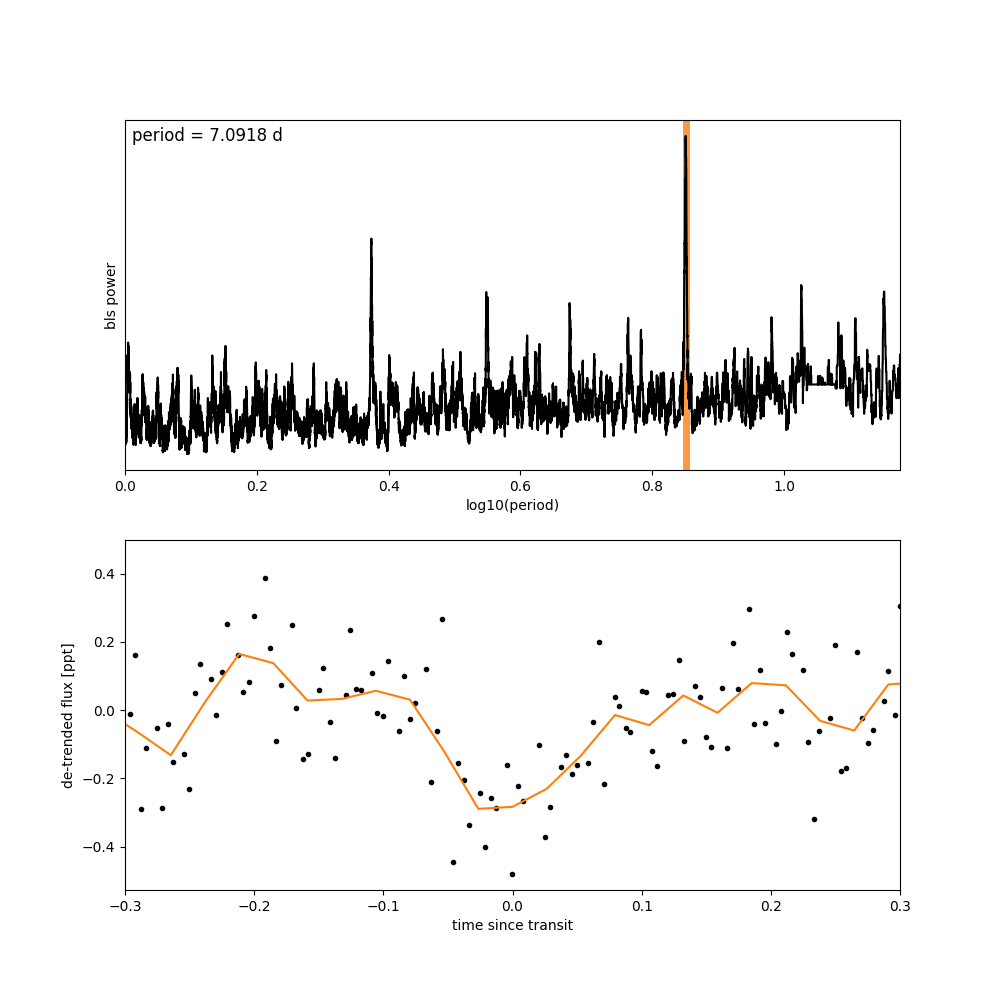 period = 7.0918 d
bls power
0.0 0.2 0.4 0.6 0.8 1.0
log10(period)
0.4
0.2
0.0
−0.2
−0.4
de-trended flux [ppt]
−0.3 −0.2 −0.1 0.0 0.1 0.2 0.3
time since transit